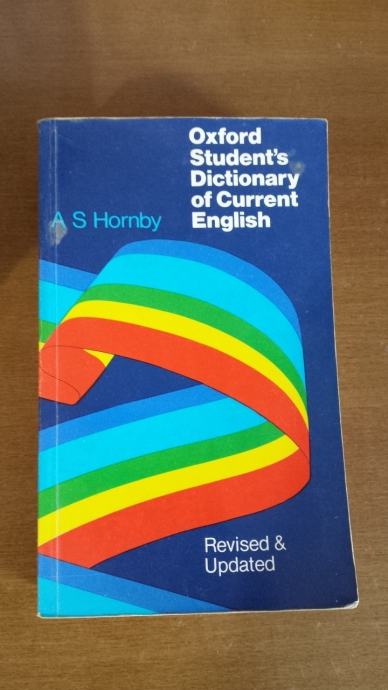 Oxford
Student's
Dictionary
of Current
English
A S Hornby
Revised &
Updated